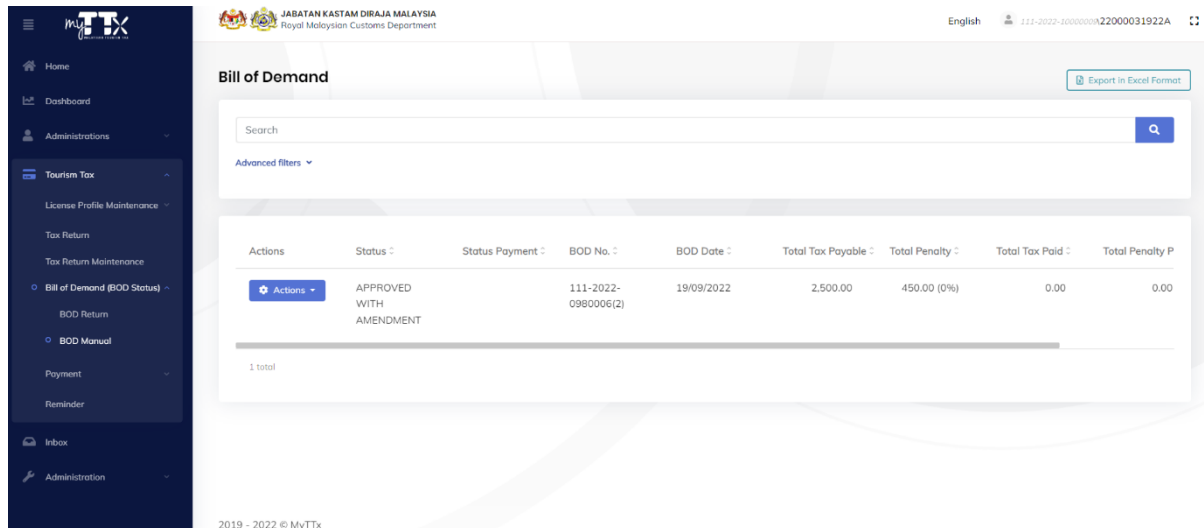 myTTX
JABATAN KASTAM DIRAJA MALAYSIA
Royal Malaysian Customs Department
English
22000031922A
Home
Dashboard
Administrations
Tourism Tax
License Profile Maintenance
Tax Return
Tax Return Maintenance
Bill of Demand (BOD Status)
BOD Return
BOD Manual
Payment
Reminder
Inbox
Administration
Bill of Demand
Export in Excel Format
Search
Advanced filters
Actions Status Status Payment BOD No. BOD Date Total Tax Payable Total Penalty Total Tax Paid Total Penalty P
Actions APPROVED 111-2022- 19/09/2022 2,500.00 450.00 (0%) 0.00 0.00
WITH 0980006(2)
AMENDMENT
1 total
2019 - 2022 © MyTTx